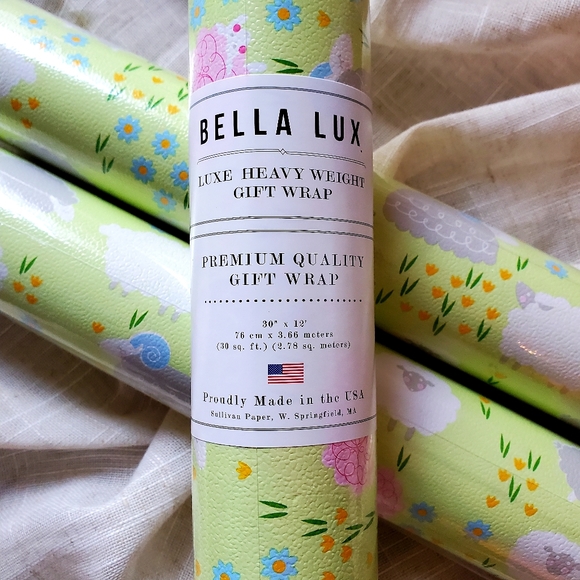 BELLA LUX
LUXE HEAVY WEIGHT
GIFT WRAP
PREMIUM QUALITY
GIFT WRAP
30" x 12'
76 cm x 3.66 meters
(30 sq. ft.) (2.78 sq. meters)
Proudly Made in the USA
Sullivan Paper, W. Springfield, MA